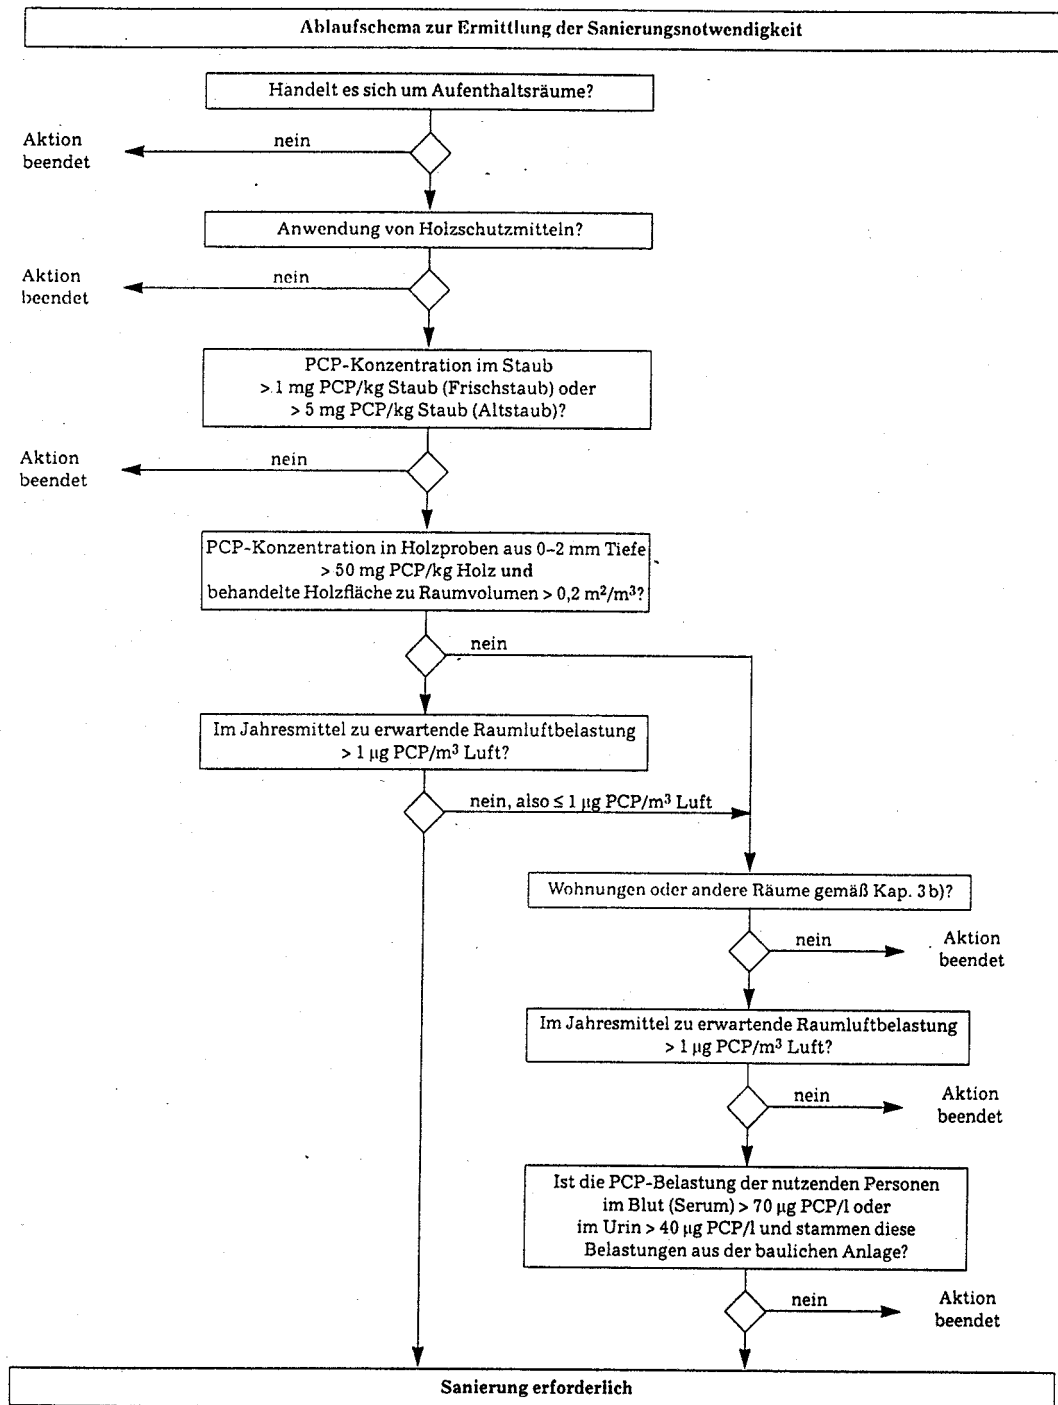 Ablaufschema zur Ermittlung der Sanierungsnotwendigkeit
Handelt es sich um Aufenthaltsräume?
nein
Aktion
beendet
Anwendung von Holzschutzmitteln?
nein
Aktion
beendet
PCP-Konzentration im Staub
> 1 mg PCP/kg Staub (Frischstaub) oder
> 5 mg PCP/kg Staub (Altstaub)?
nein
Aktion
beendet
PCP-Konzentration in Holzproben aus 0–2 mm Tiefe
> 50 mg PCP/kg Holz und
behandelte Holzfläche zu Raumvolumen > 0,2 m²/m³?
nein
Im Jahresmittel zu erwartende Raumluftbelastung
> 1 µg PCP/m³ Luft?
nein, also ≤ 1 µg PCP/m³ Luft
Wohnungen oder andere Räume gemäß Kap. 3 b)?
nein
Aktion
beendet
Im Jahresmittel zu erwartende Raumluftbelastung
> 1 µg PCP/m³ Luft?
nein
Aktion
beendet
Ist die PCP-Belastung der nutzenden Personen
im Blut (Serum) > 70 µg PCP/l oder
im Urin > 40 µg PCP/l und stammen diese
Belastungen aus der baulichen Anlage?
nein
Aktion
beendet
Sanierung erforderlich